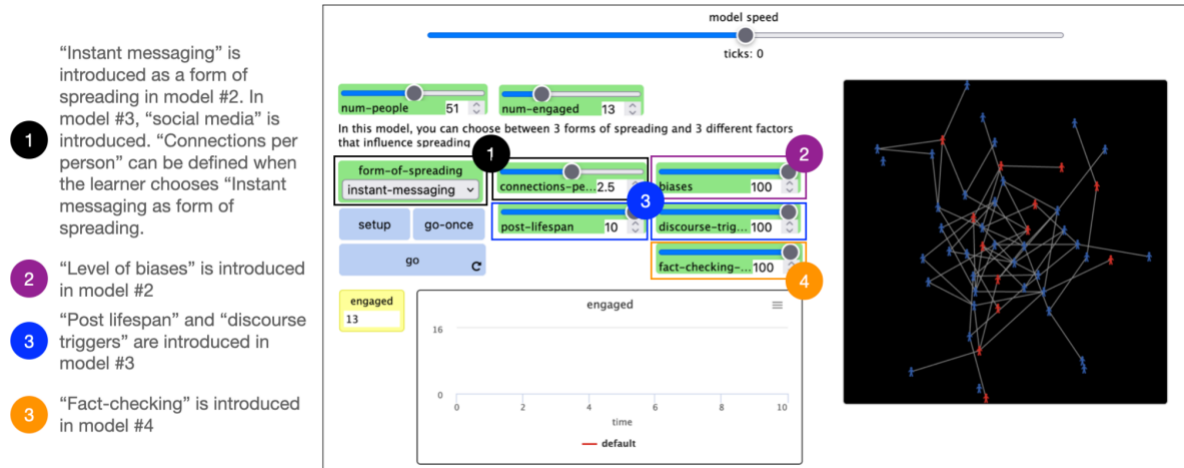 1
“Instant messaging” is
introduced as a form of
spreading in model #2. In
model #3, “social media” is
introduced. “Connections per
person” can be defined when
the learner chooses “Instant
messaging as form of
spreading.
2
“Level of biases” is introduced
in model #2
3
“Post lifespan” and “discourse
triggers” are introduced in
model #3
3
“Fact-checking” is introduced
in model #4
model speed
ticks: 0
num-people 51
num-engaged 13
In this model, you can choose between 3 forms of spreading and 3 different factors
that influence spreading
1
2
form-of-spreading
instant-messaging
connections-pe... 2.5
biases 100
3
setup
go-once
post-lifespan 10
discourse-trig... 100
go
fact-checking-... 100
4
engaged
13
engaged
16
0
0 2 4 6 8 10
time
default